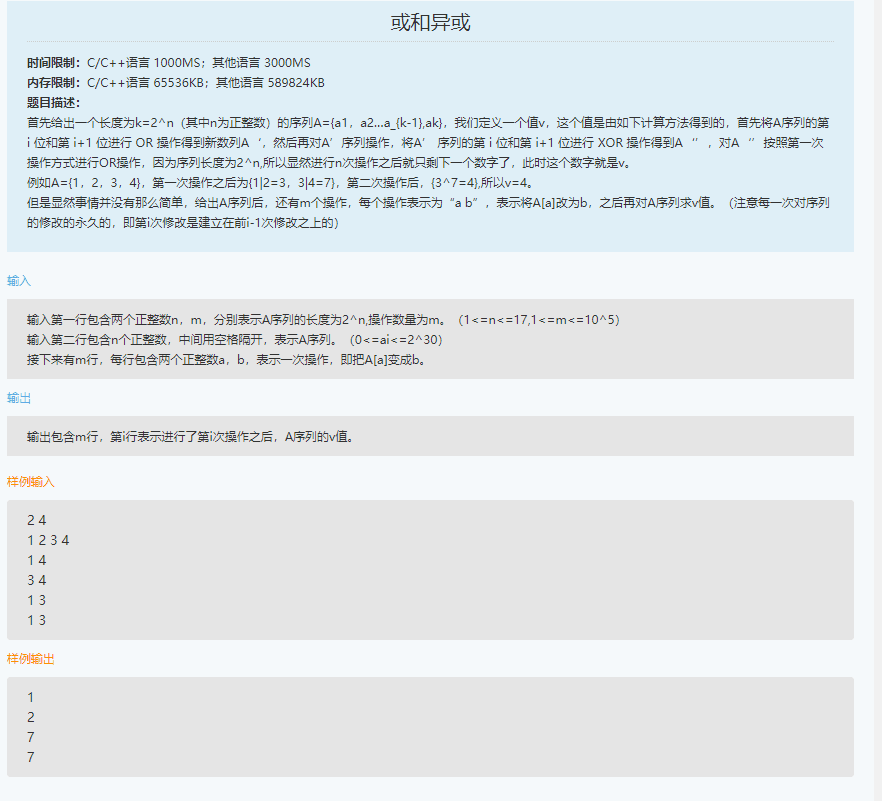 或和异或
时间限制：C/C++语言 1000MS；其他语言 3000MS
内存限制：C/C++语言 65536KB；其他语言 589824KB
题目描述：
首先给出一个长度为k=2^n（其中n为正整数）的序列A={a1，a2…a_{k-1},ak}，我们定义一个值v，这个值是由如下计算方法得到的，首先将A序列的第
i 位和第 i+1 位进行 OR 操作得到新数列A‘，然后再对A’序列操作，将A’ 序列的第 i 位和第 i+1 位进行 XOR 操作得到A‘’，对A‘’按照第一次
操作方式进行OR操作，因为序列长度为2^n,所以显然进行n次操作之后就只剩下一个数字了，此时这个数字就是v。
例如A={1，2，3，4}，第一次操作之后为{1|2=3，3|4=7}，第二次操作后，{3^7=4},所以v=4。
但是显然事情并没有那么简单，给出A序列后，还有m个操作，每个操作表示为“a b”，表示将A[a]改为b，之后再对A序列求v值。（注意每一次对序列
的修改的永久的，即第i次修改是建立在前i-1次修改之上的）
输入
输入第一行包含两个正整数n，m，分别表示A序列的长度为2^n,操作数量为m。（1<=n<=17,1<=m<=10^5）
输入第二行包含n个正整数，中间用空格隔开，表示A序列。（0<=ai<=2^30）
接下来有m行，每行包含两个正整数a，b，表示一次操作，即把A[a]变成b。
输出
输出包含m行，第i行表示进行了第i次操作之后，A序列的v值。
样例输入
2 4
1 2 3 4
1 4
3 4
1 3
1 3
样例输出
1
2
7
7